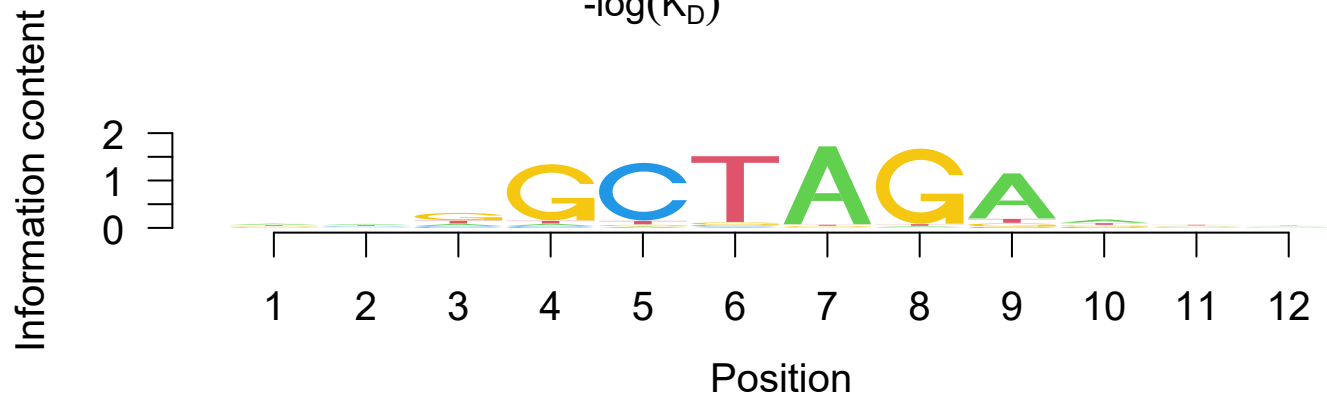 -log(K_D)
Information content
2
1
0
GGCTAGA
1 2 3 4 5 6 7 8 9 10 11 12
Position